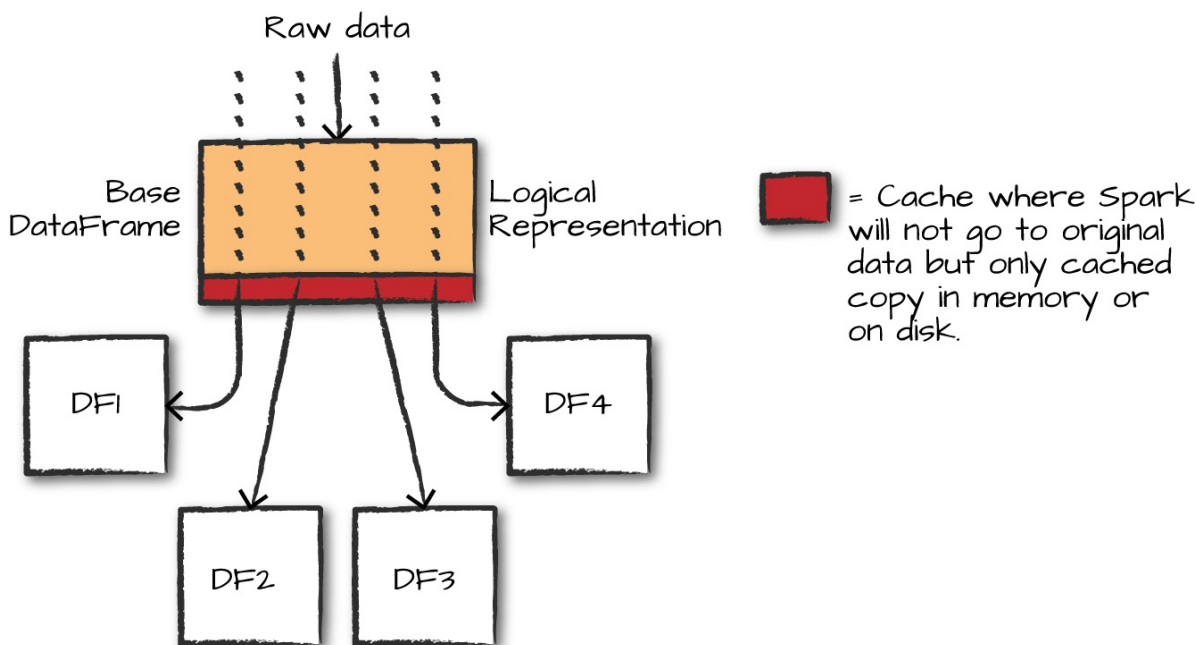 Raw data
Base
DataFrame
Logical
Representation
= Cache where Spark
will not go to original
data but only cached
copy in memory or
on disk.
DF1
DF4
DF2
DF3